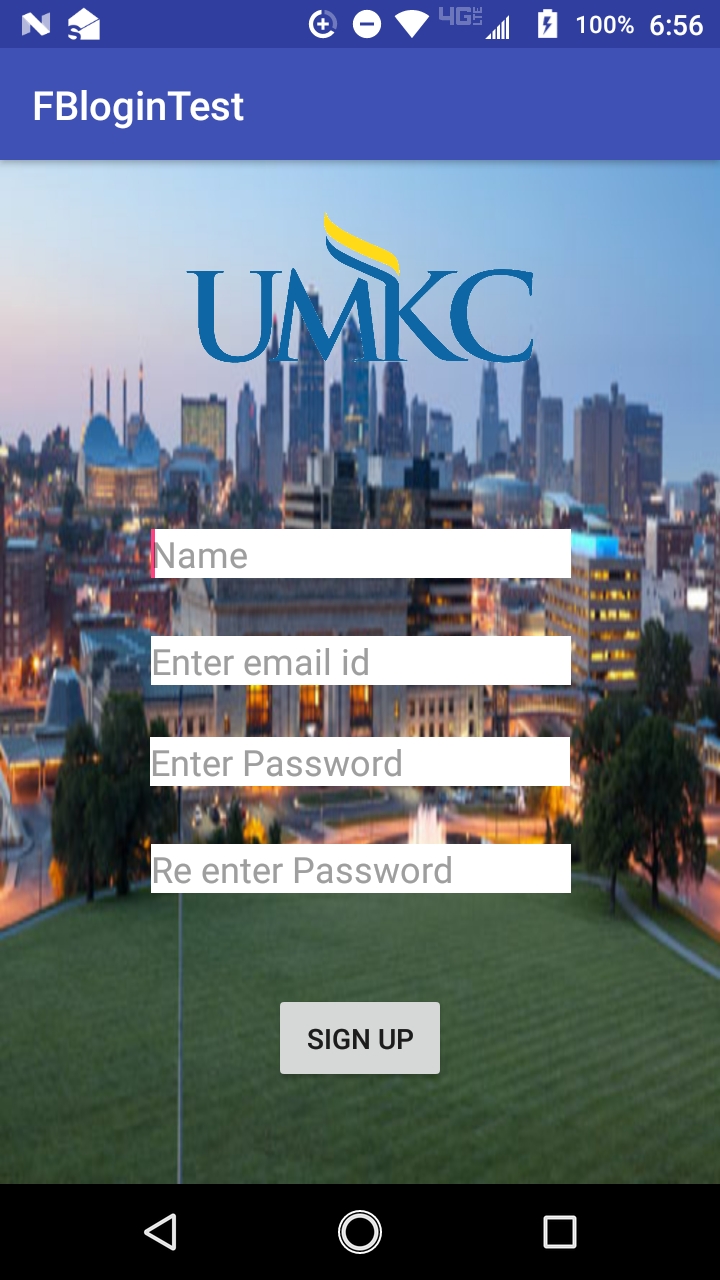 4G LTE 100% 6:56
FBloginTest
UMKC
Name
Enter email id
Enter Password
Re enter Password
SIGN UP